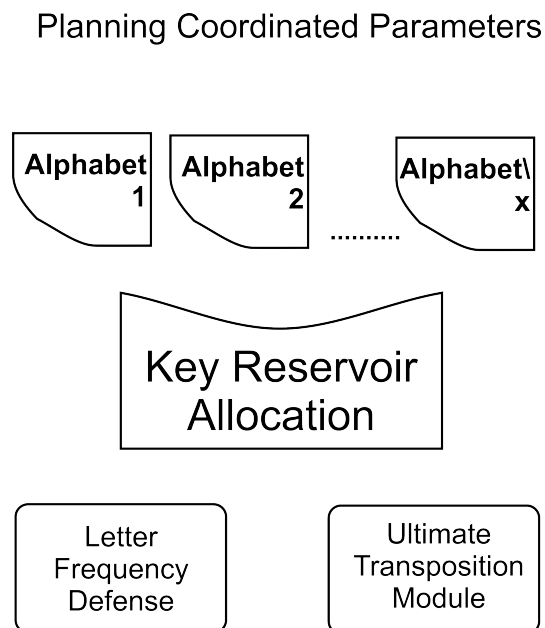 Planning Coordinated Parameters
Alphabet
1
Alphabet
2
..........
Alphabet\
x
Key Reservoir
Allocation
Letter
Frequency
Defense
Ultimate
Transposition
Module